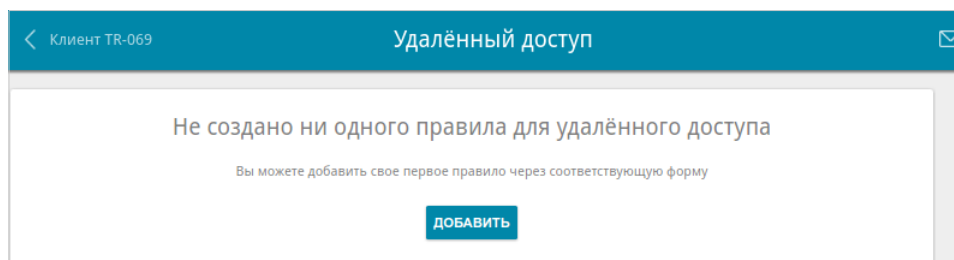 Клиент TR-069
Удалённый доступ
Не создано ни одного правила для удалённого доступа
Вы можете добавить свое первое правило через соответствующую форму
ДОБАВИТЬ